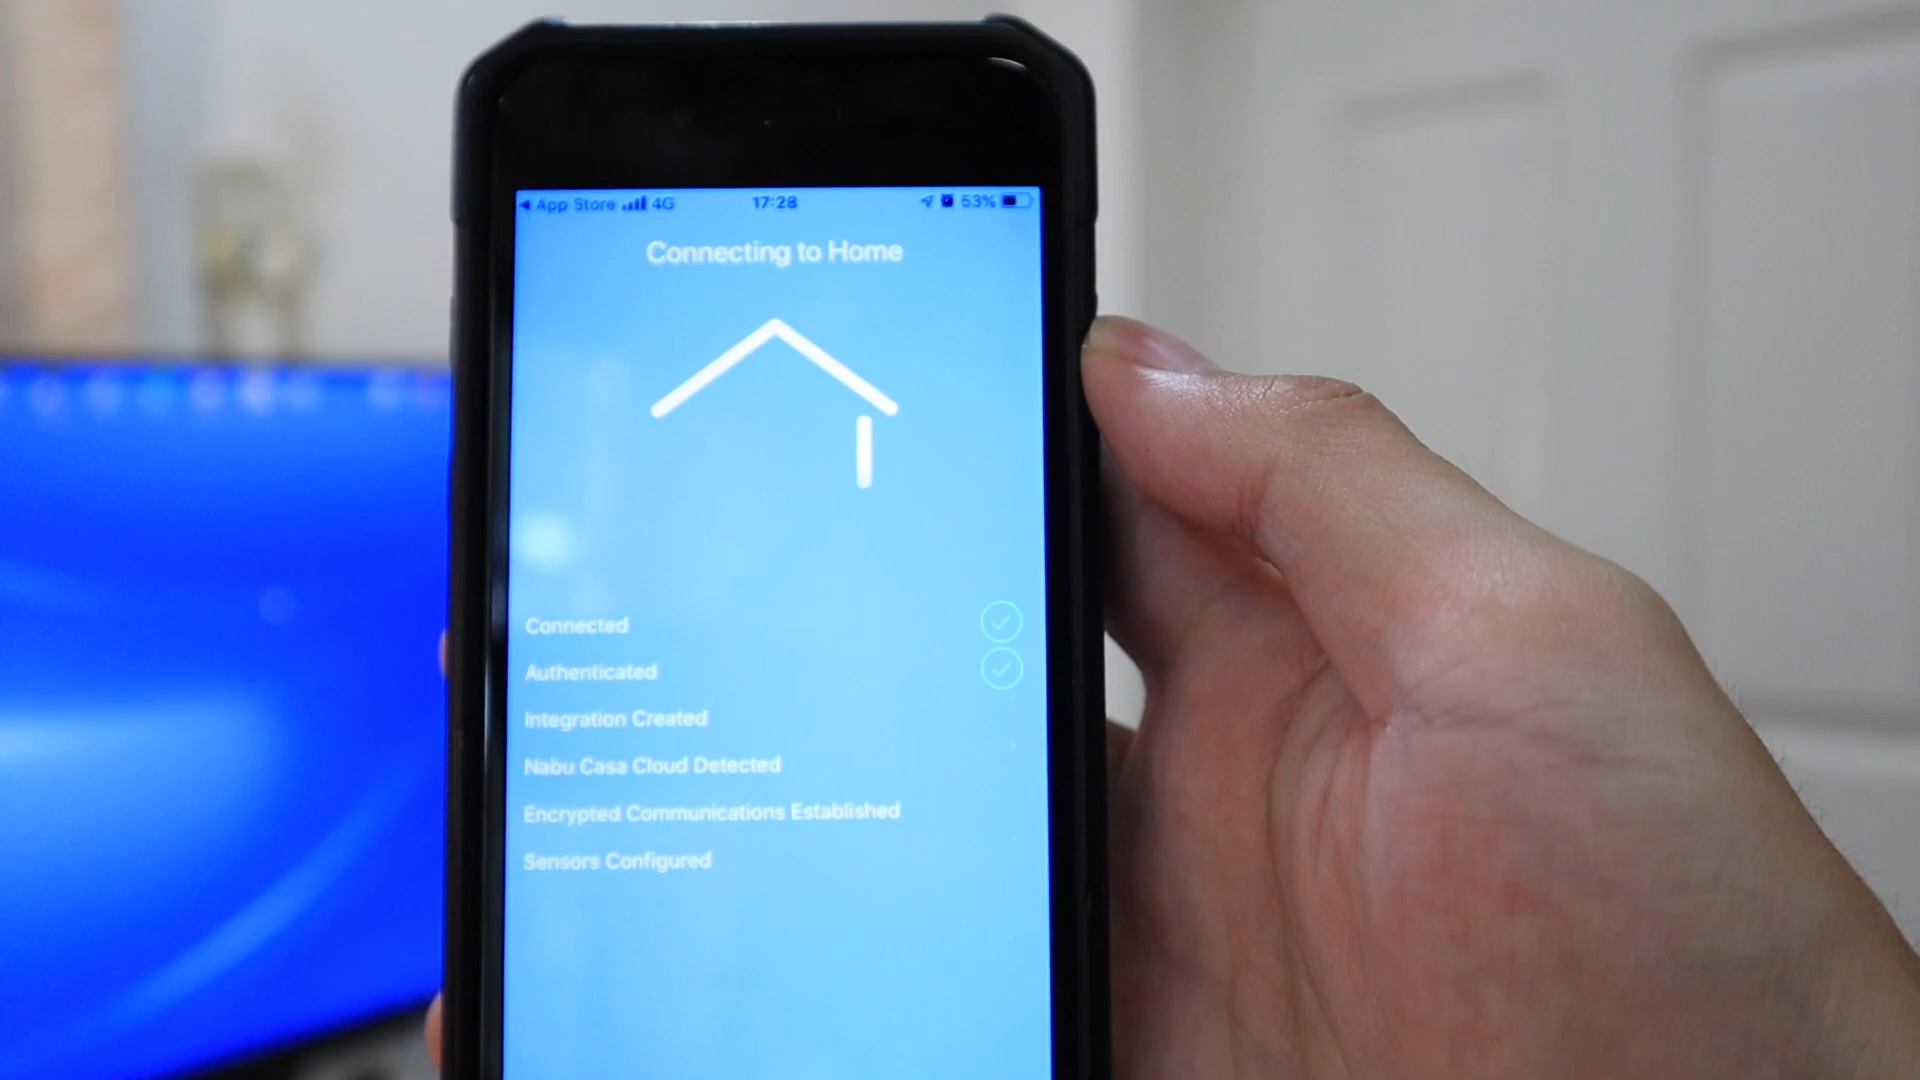 App Store 4G 17:28 53%
Connecting to Home
Connected
Authenticated
Integration Created
Nabu Casa Cloud Detected
Encrypted Communications Established
Sensors Configured